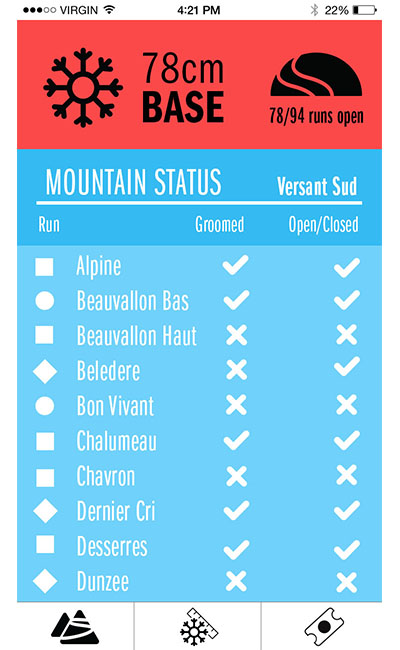 VIRGIN 4:21 PM 22%
78cm
BASE
78/94 runs open
MOUNTAIN STATUS Versant Sud
Run Groomed Open/Closed
Alpine
Beauvallon Bas
Beauvallon Haut
Beledere
Bon Vivant
Chalumeau
Chavron
Dernier Cri
Desserres
Dunzee